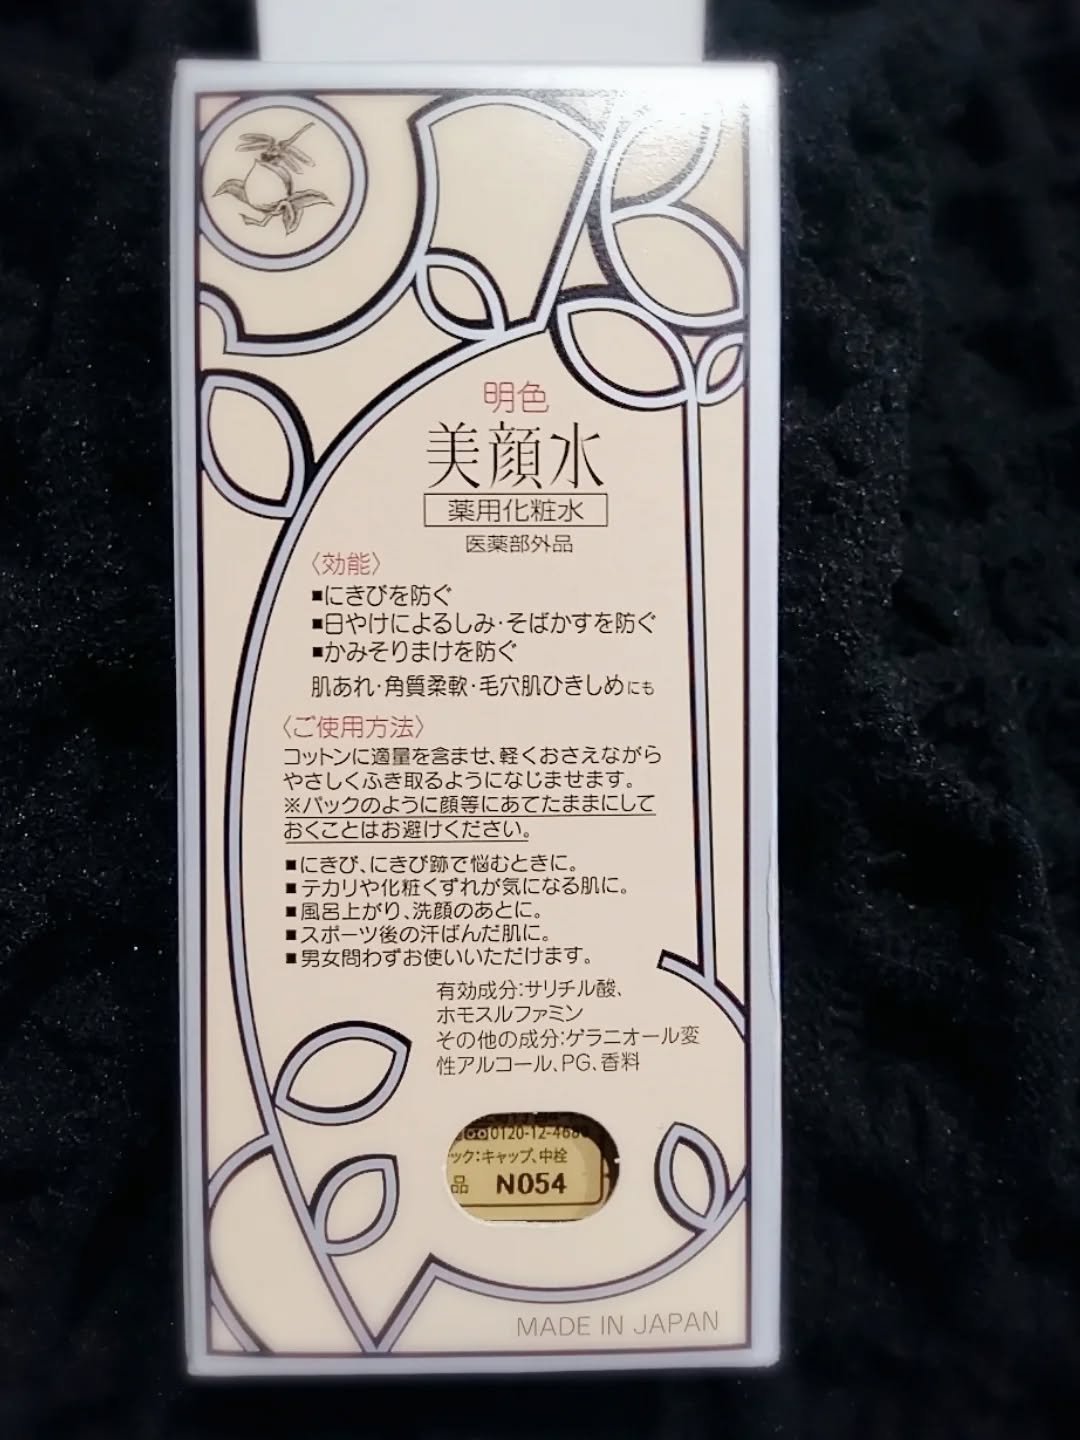 明色
美顔水
薬用化粧水
医薬部外品
〈効能〉
■にきびを防ぐ
■日やけによるしみ・そばかすを防ぐ
■かみそりまけを防ぐ
肌あれ・角質柔軟・毛穴肌ひきしめにも
〈ご使用方法〉
コットンに適量を含ませ、軽くおさえながら
やさしくふき取るようになじませます。
※パックのように顔等にあてたままにして
おくことはお避けください。
■にきび、にきび跡で悩むときに。
■テカリや化粧くずれが気になる肌に。
■風呂上がり、洗顔のあとに。
■スポーツ後の汗ばんだ肌に。
■男女問わずお使いいただけます。
有効成分:サリチル酸、
ホモスルファミン
その他の成分:ゲラニオール変
性アルコール、PG、香料
0120-12-468
ック:キャップ、中栓
品 N054
MADE IN JAPAN